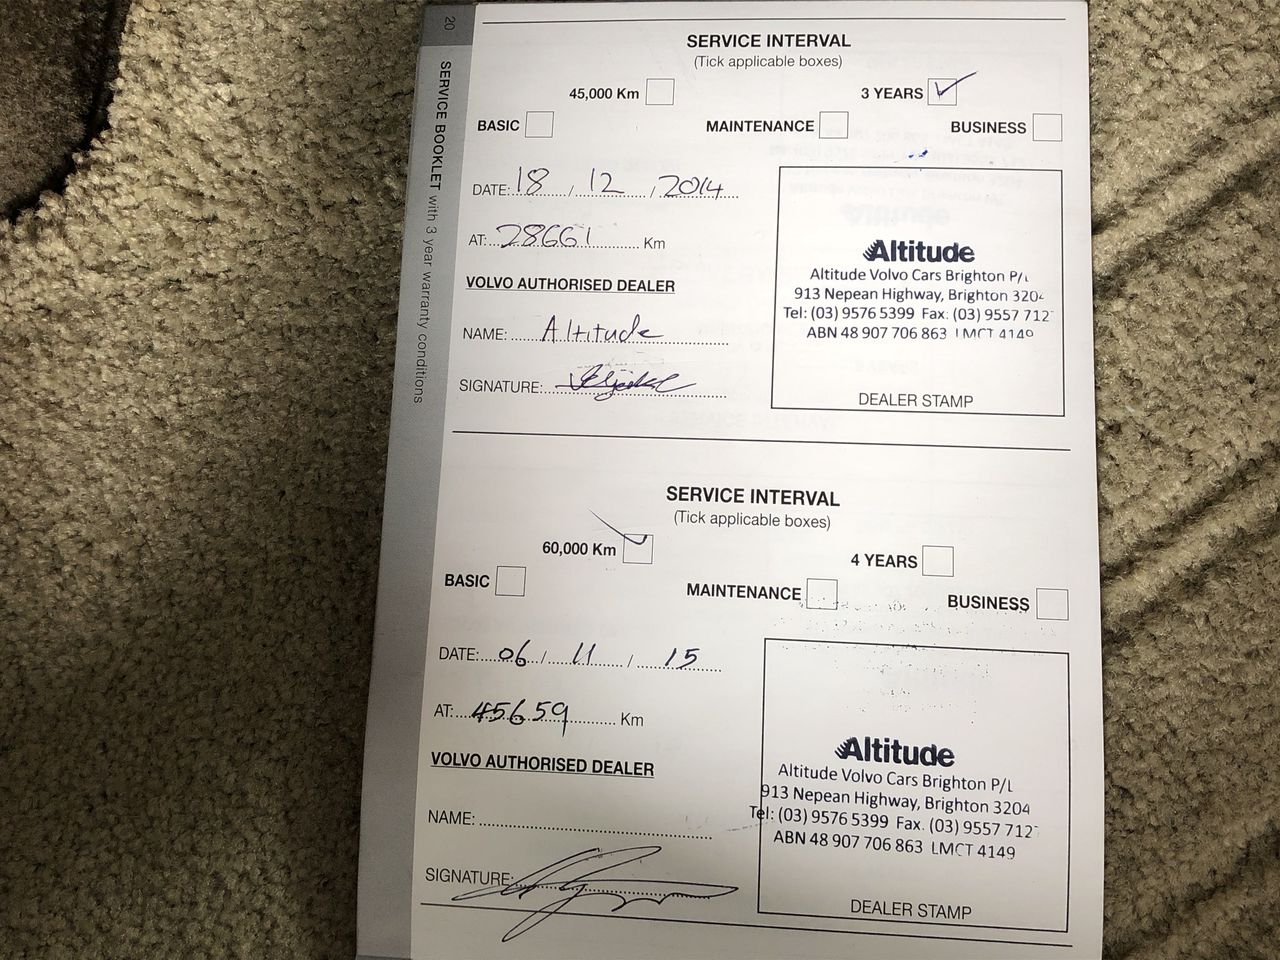 20
SERVICE BOOKLET with 3 year warranty conditions
SERVICE INTERVAL
(Tick applicable boxes)
45,000 Km
3 YEARS
BASIC
MAINTENANCE
BUSINESS
DATE: 18 / 12 / 2014
AT: 28661 Km
VOLVO AUTHORISED DEALER
NAME: Altitude
SIGNATURE:
Altitude
Altitude Volvo Cars Brighton P/L
913 Nepean Highway, Brighton 3204
Tel: (03) 9576 5399 Fax: (03) 9557 712
ABN 48 907 706 863 LMCT 4149
DEALER STAMP
SERVICE INTERVAL
(Tick applicable boxes)
60,000 Km
4 YEARS
BASIC
MAINTENANCE
BUSINESS
DATE: 06 / 11 / 15
AT: 45659 Km
VOLVO AUTHORISED DEALER
NAME:
SIGNATURE:
Altitude
Altitude Volvo Cars Brighton P/L
913 Nepean Highway, Brighton 3204
Tel: (03) 9576 5399 Fax. (03) 9557 712
ABN 48 907 706 863 LMCT 4149
DEALER STAMP